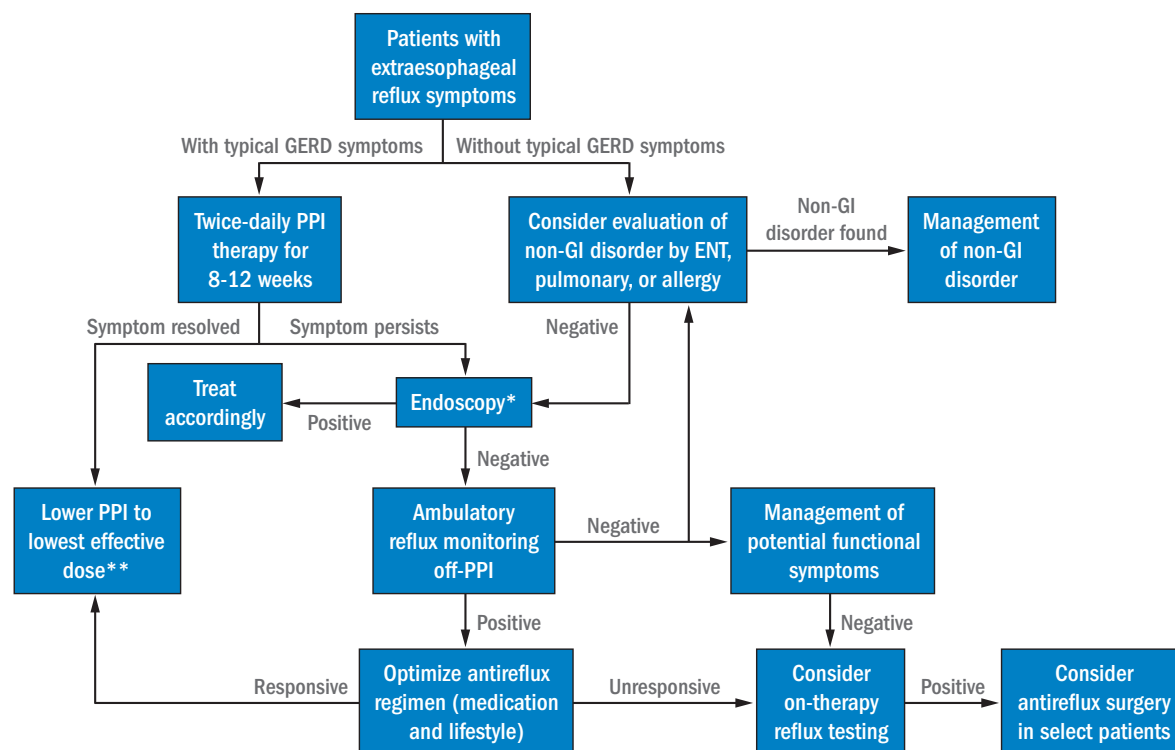 Patients with
extraesophageal
reflux symptoms
With typical GERD symptoms
Without typical GERD symptoms
Twice-daily PPI
therapy for
8-12 weeks
Consider evaluation of
non-GI disorder by ENT,
pulmonary, or allergy
Non-GI
disorder found
Management
of non-GI
disorder
Symptom resolved
Symptom persists
Negative
Treat
accordingly
Positive
Endoscopy*
Negative
Lower PPI to
lowest effective
dose**
Ambulatory
reflux monitoring
off-PPI
Negative
Management of
potential functional
symptoms
Positive
Negative
Responsive
Optimize antireflux
regimen (medication
and lifestyle)
Unresponsive
Consider
on-therapy
reflux testing
Positive
Consider
antireflux surgery
in select patients